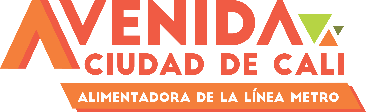 AVENIDA
CIUDAD DE CALI
ALIMENTADORA DE LA LÍNEA METRO